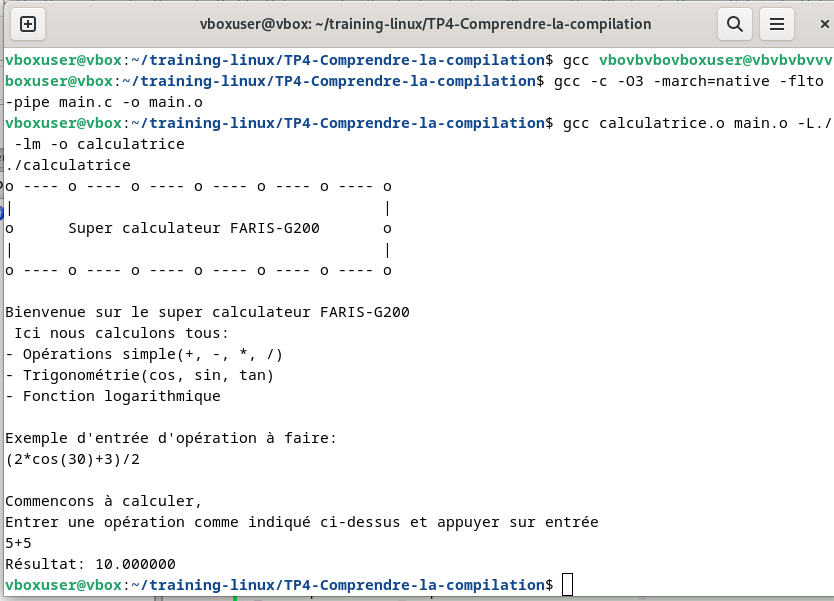 vboxuser@vbox: ~/training-linux/TP4-Comprendre-la-compilation
vboxuser@vbox:~/training-linux/TP4-Comprendre-la-compilation$ gcc vbovbvbovboxuser@vbvbvbvvv
boxuser@vbox:~/training-linux/TP4-Comprendre-la-compilation$ gcc -c -O3 -march=native -flto
-pipe main.c -o main.o
vboxuser@vbox:~/training-linux/TP4-Comprendre-la-compilation$ gcc calculatrice.o main.o -L./
 -lm -o calculatrice
./calculatrice
o ---- o ---- o ---- o ---- o ---- o ---- o
|                                         |
o      Super calculateur FARIS-G200       o
|                                         |
o ---- o ---- o ---- o ---- o ---- o ---- o
Bienvenue sur le super calculateur FARIS-G200
 Ici nous calculons tous:
- Opérations simple(+, -, *, /)
- Trigonométrie(cos, sin, tan)
- Fonction logarithmique
Exemple d'entrée d'opération à faire:
(2*cos(30)+3)/2
Commencons à calculer,
Entrer une opération comme indiqué ci-dessus et appuyer sur entrée
5+5
Résultat: 10.000000
vboxuser@vbox:~/training-linux/TP4-Comprendre-la-compilation$